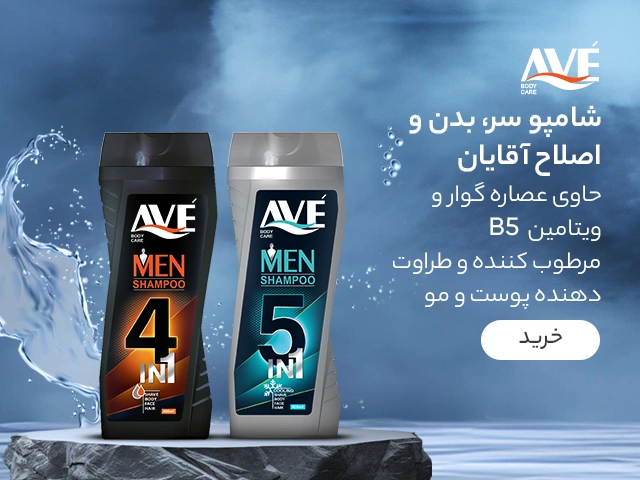 AVÉ
BODY
CARE
شامپو سر، بدن و
اصلاح آقایان
حاوی عصاره گوار و
ویتامین B5
مرطوب کننده و طراوت
دهنده پوست و مو
خرید
AVÉ
BODY
CARE
MEN
SHAMPOO
4
IN1
SHAVE
BODY
FACE
HAIR
AVÉ
BODY
CARE
MEN
SHAMPOO
5
IN1
COOLING
SHAVE
BODY
FACE
HAIR